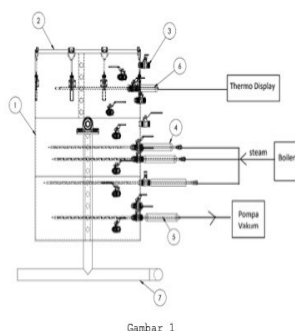 2
3
6
Thermo Display
1
4
steam
Boiler
Pompa
Vakum
5
7
Gambar 1